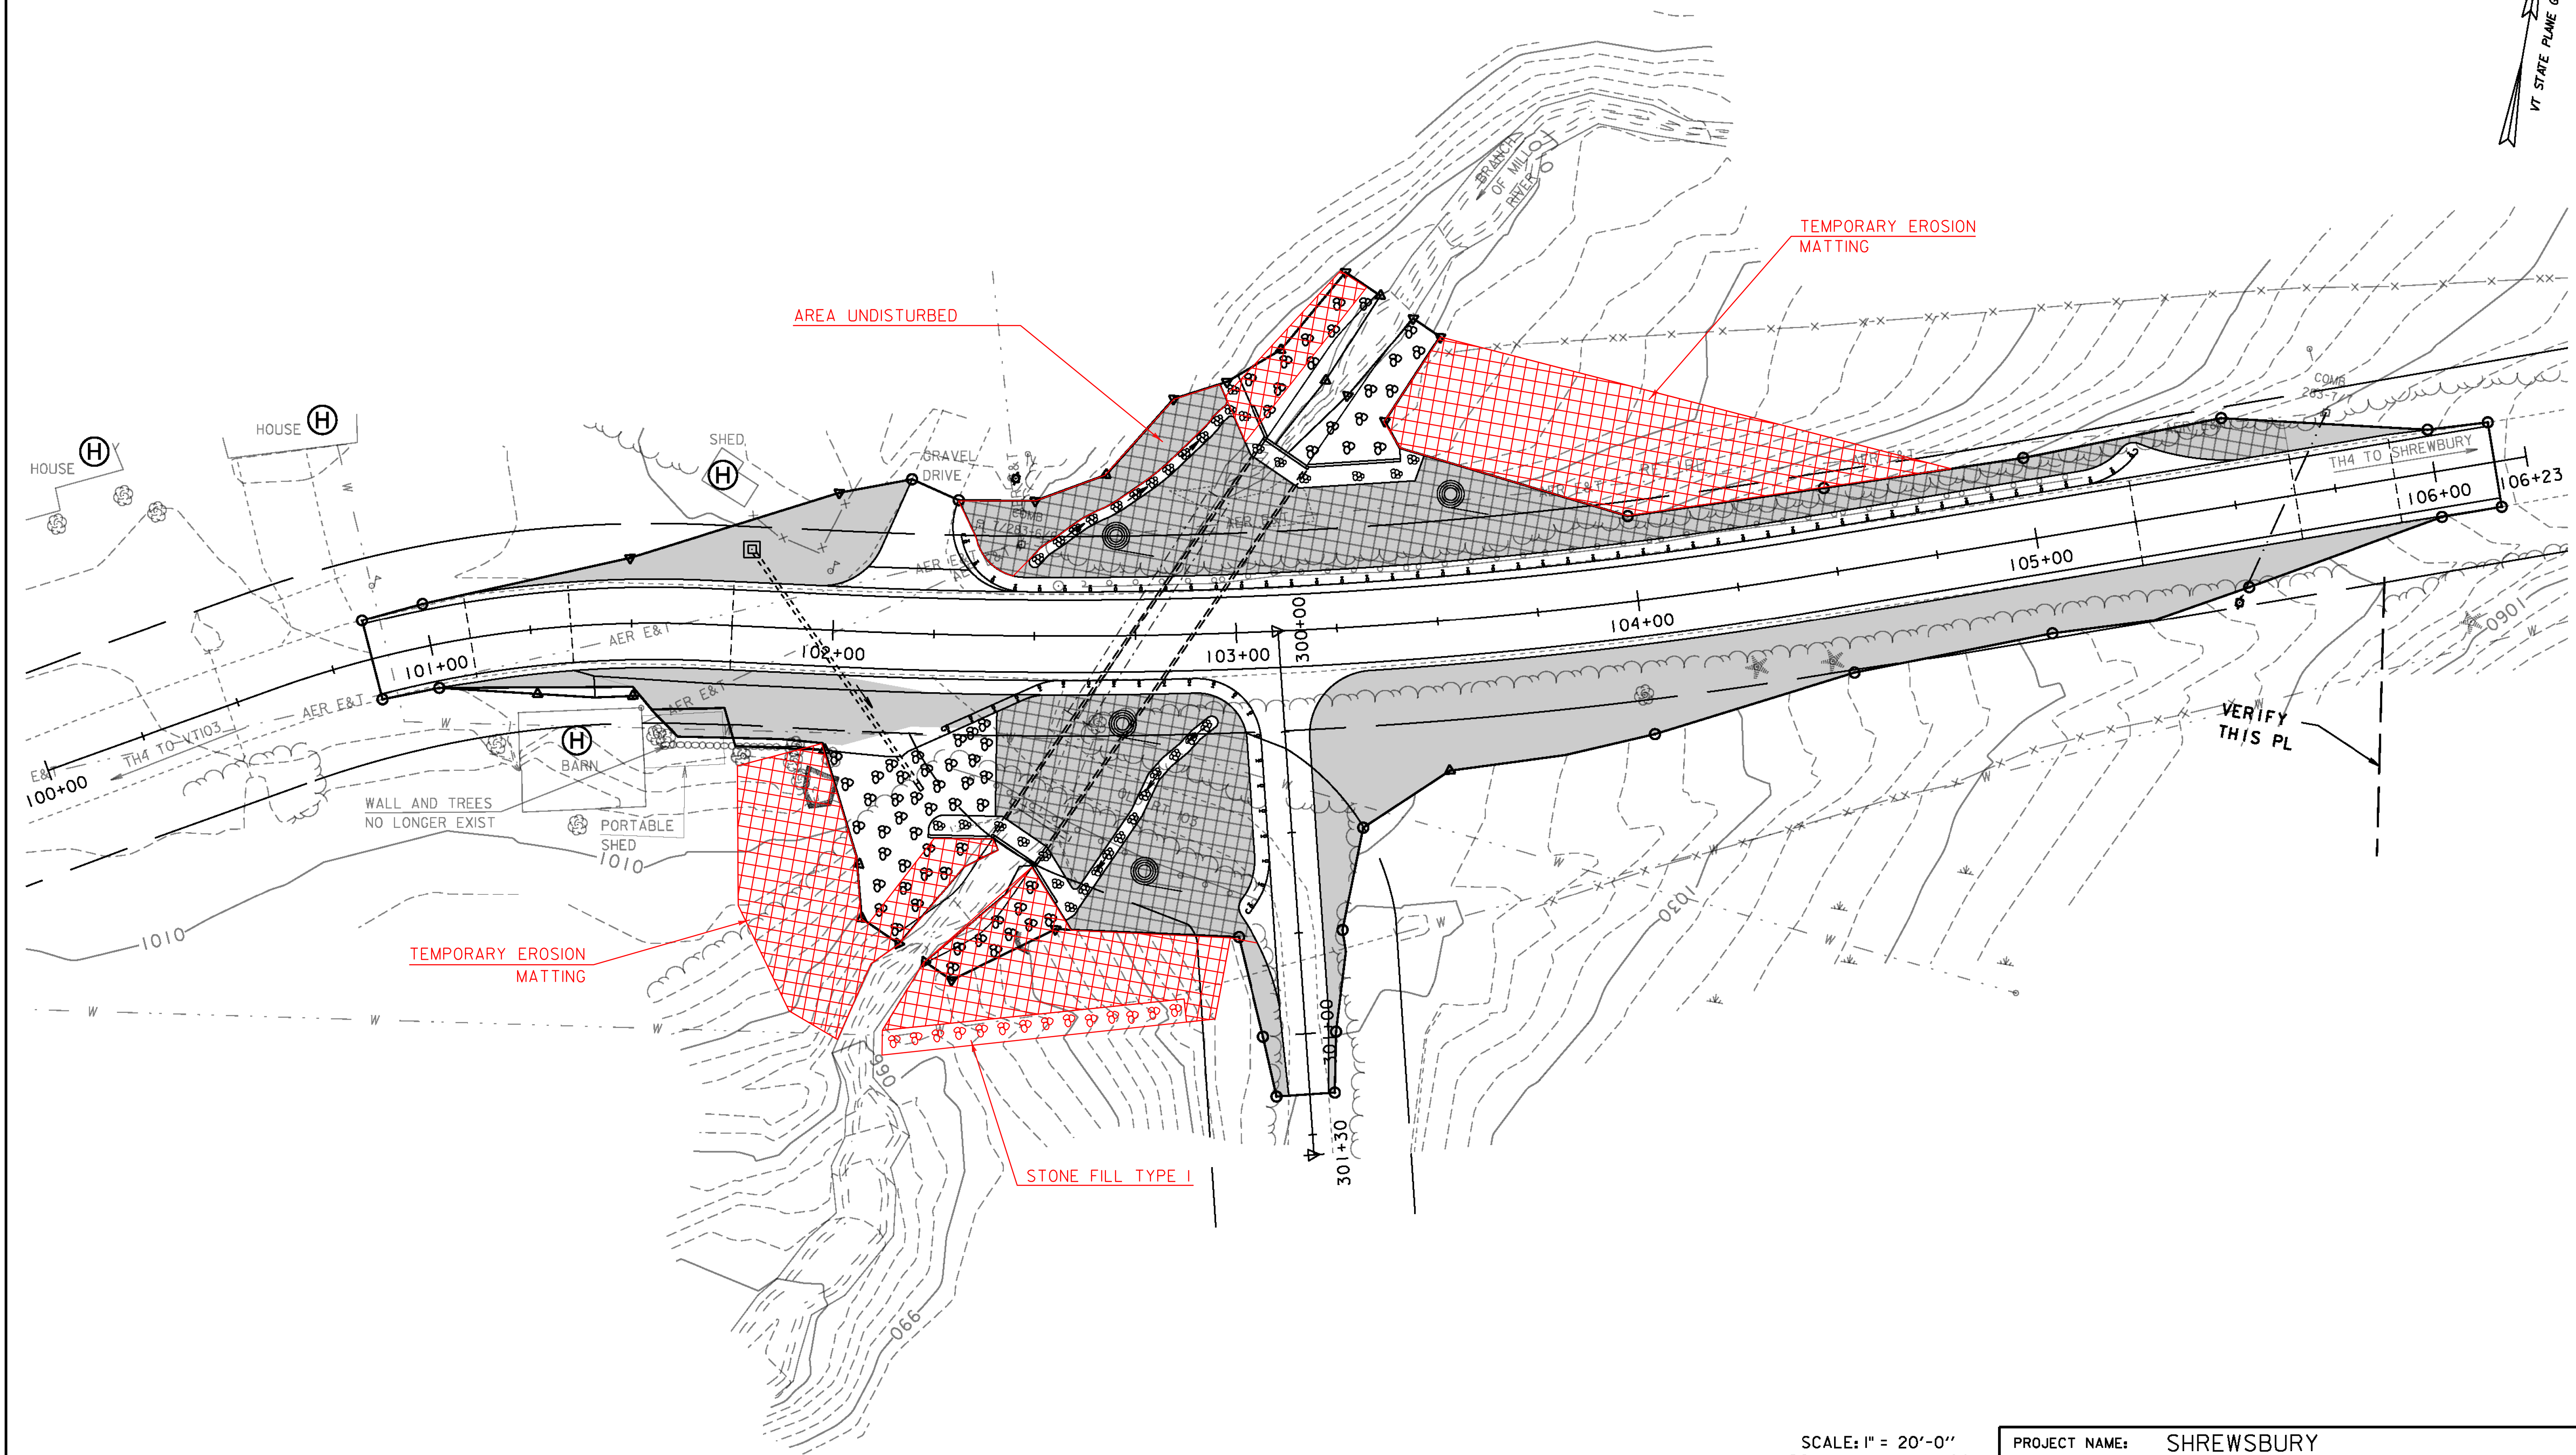 VT STATE PLANE G
BRANCH
OF MILL
RIVER
TEMPORARY EROSION
MATTING
AREA UNDISTURBED
COMB
HOUSE H
H
HOUSE
SHED
H
GRAVEL
DRIVE
AER E&T
AER E&T
AER E&T
TH4 TO SHREWBURY
106+00
106+23
105+00
104+00
103+00
300+00
102+00
101+00
100+00
AER E&T
AER E&T
AER E&T
E&T
TH4 TO VT103
W
H
BARN
WALL AND TREES
NO LONGER EXIST
PORTABLE
SHED
1010
1010
VERIFY
THIS PL
1060
1030
TEMPORARY EROSION
MATTING
W
W
W
W
301+00
301+30
990
990
STONE FILL TYPE I
SCALE: 1" = 20'-0"
PROJECT NAME: SHREWSBURY